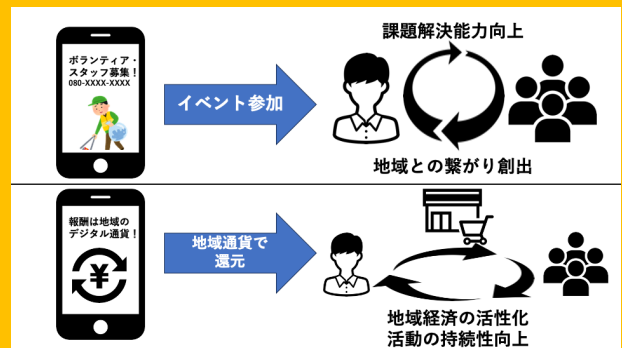 ボランティア・
スタッフ募集！
080-XXXX-XXXX
イベント参加
課題解決能力向上
地域との繋がり創出
報酬は地域の
デジタル通貨！
¥
地域通貨で
還元
地域経済の活性化
活動の持続性向上